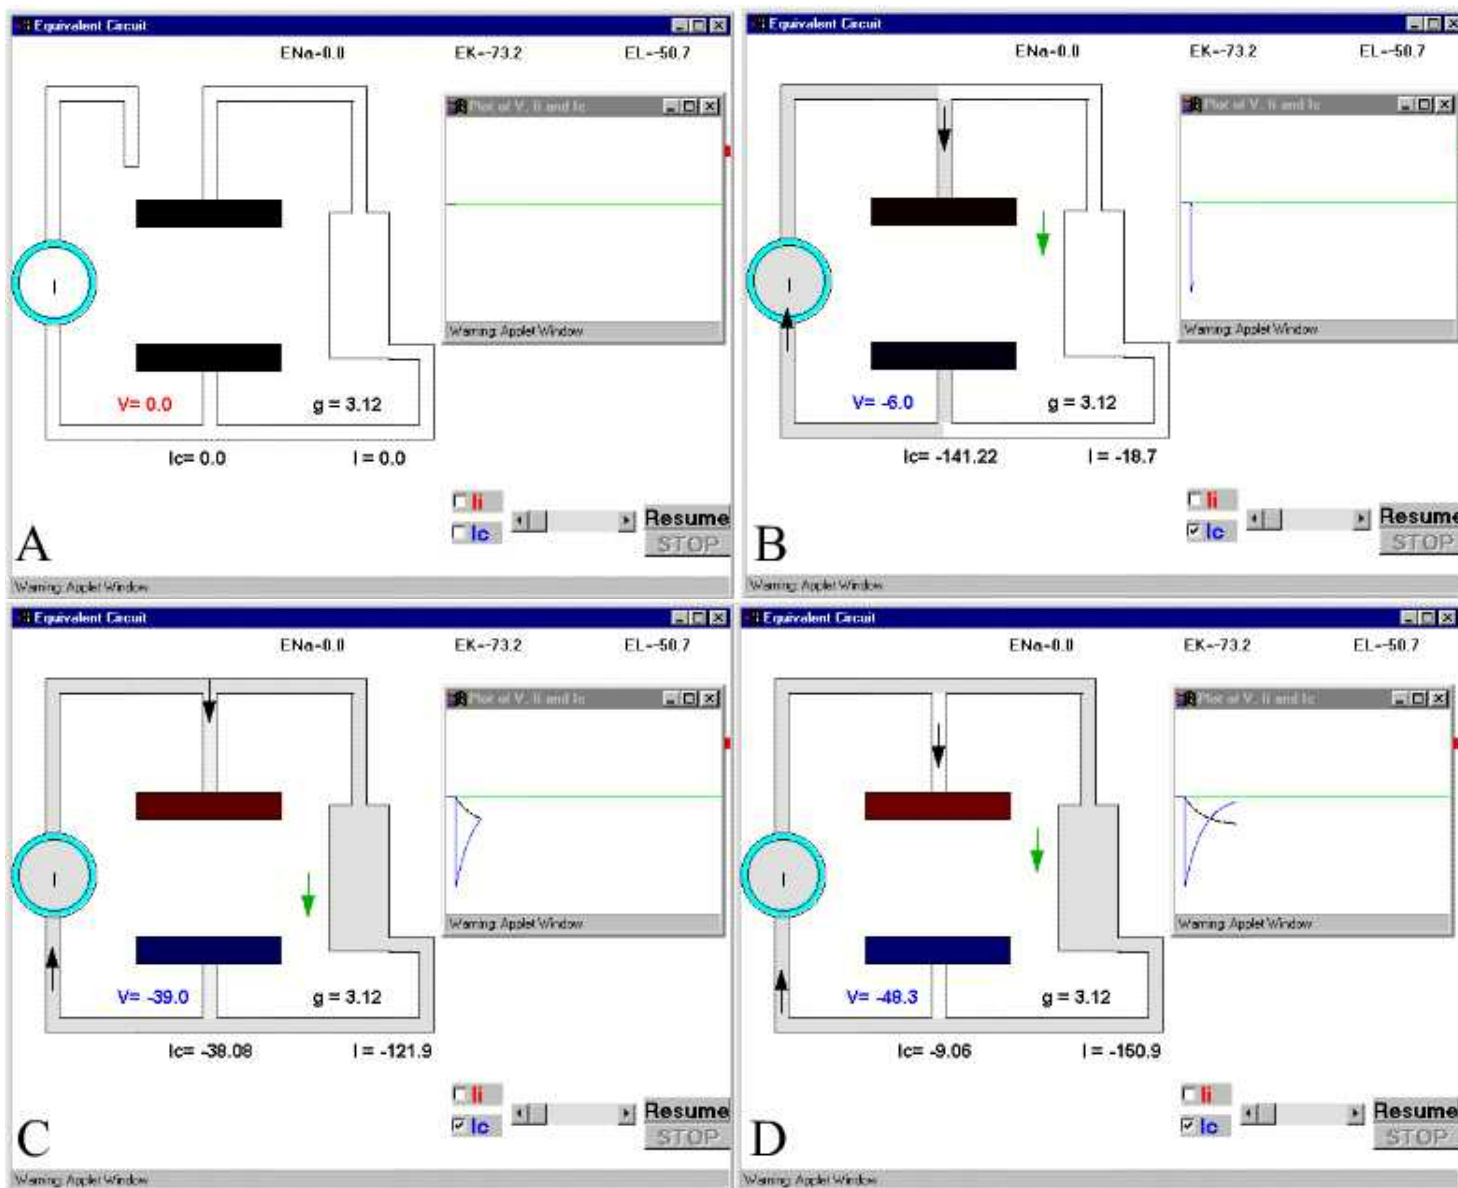 Equivalent Circuit
ENa=0.0 EK=-73.2 EL=-50.7
Plot of V, Ii and Ic
I
Warning: Applet Window
V= 0.0 g = 3.12
Ic= 0.0 I = 0.0
Ii
Ic
Resume
STOP
A
Warning: Applet Window
Equivalent Circuit
ENa=0.0 EK=-73.2 EL=-50.7
Plot of V, Ii and Ic
I
Warning: Applet Window
V= -6.0 g = 3.12
Ic= -141.22 I = -18.7
Ii
Ic
Resume
STOP
B
Warning: Applet Window
Equivalent Circuit
ENa=0.0 EK=-73.2 EL=-50.7
Plot of V, Ii and Ic
I
Warning: Applet Window
V= -39.0 g = 3.12
Ic= -38.08 I = -121.9
Ii
Ic
Resume
STOP
C
Warning: Applet Window
Equivalent Circuit
ENa=0.0 EK=-73.2 EL=-50.7
Plot of V, Ii and Ic
I
Warning: Applet Window
V= -48.3 g = 3.12
Ic= -9.06 I = -150.9
Ii
Ic
Resume
STOP
D
Warning: Applet Window